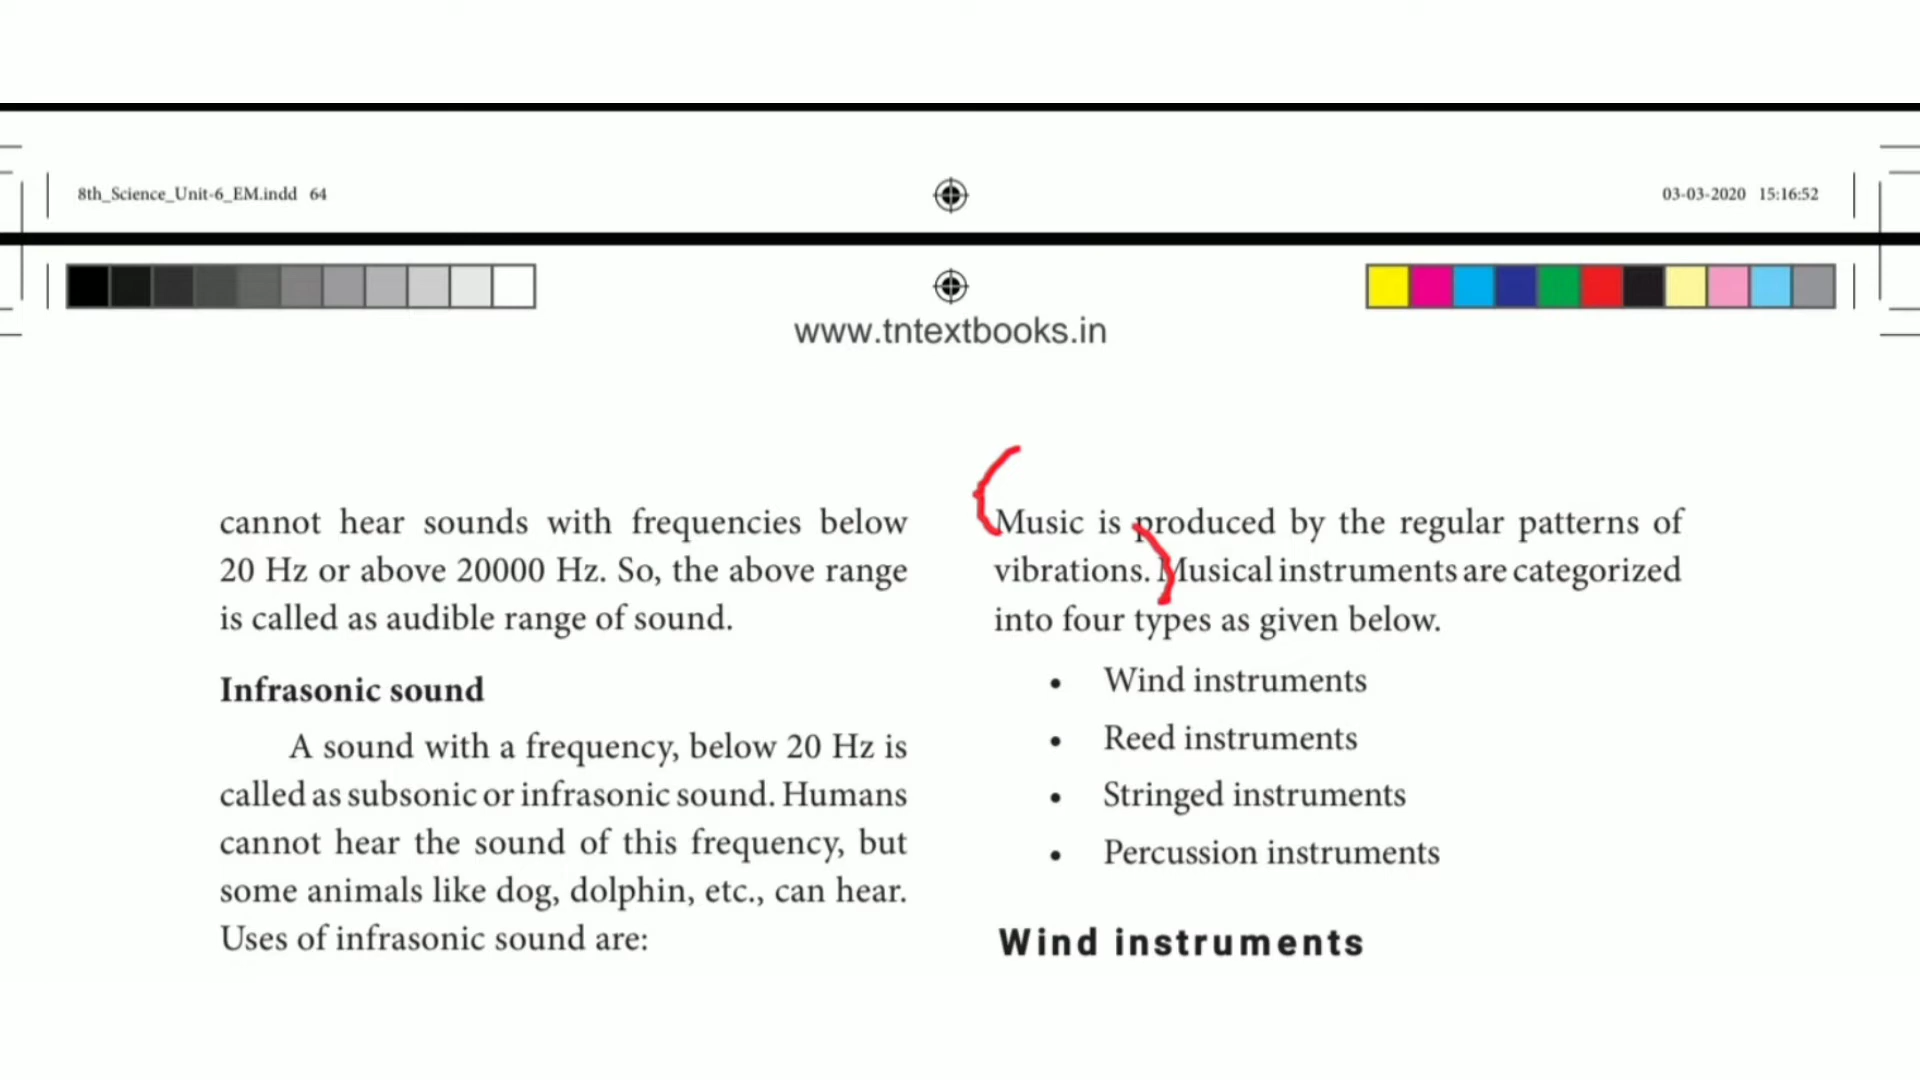 8th_Science_Unit-6_EM.indd 64
03-03-2020 15:16:52
www.tntextbooks.in
cannot hear sounds with frequencies below
20 Hz or above 20000 Hz. So, the above range
is called as audible range of sound.
Infrasonic sound
A sound with a frequency, below 20 Hz is
called as subsonic or infrasonic sound. Humans
cannot hear the sound of this frequency, but
some animals like dog, dolphin, etc., can hear.
Uses of infrasonic sound are:
Music is produced by the regular patterns of
vibrations. Musical instruments are categorized
into four types as given below.
• Wind instruments
• Reed instruments
• Stringed instruments
• Percussion instruments
Wind instruments